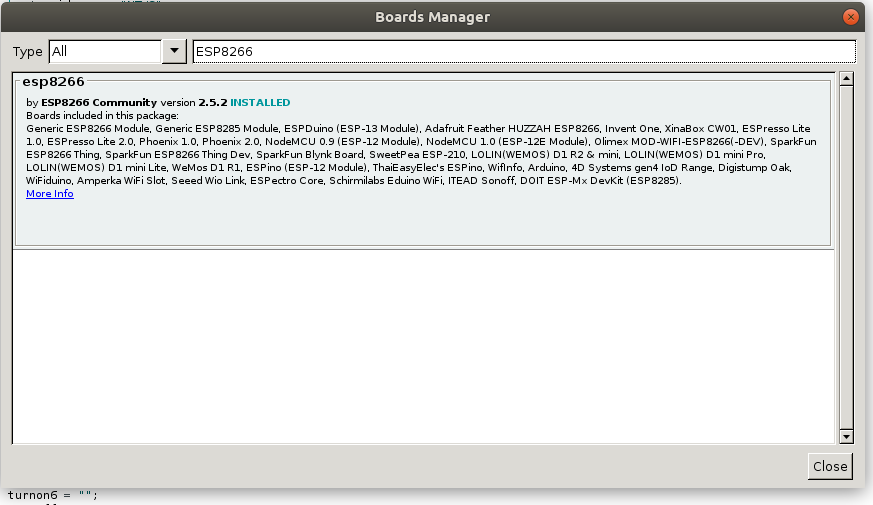 Boards Manager
Type All ESP8266
esp8266
by ESP8266 Community version 2.5.2 INSTALLED
Boards included in this package:
Generic ESP8266 Module, Generic ESP8285 Module, ESPDuino (ESP-13 Module), Adafruit Feather HUZZAH ESP8266, Invent One, XinaBox CW01, ESPresso Lite
1.0, ESPresso Lite 2.0, Phoenix 1.0, Phoenix 2.0, NodeMCU 0.9 (ESP-12 Module), NodeMCU 1.0 (ESP-12E Module), Olimex MOD-WIFI-ESP8266(-DEV), SparkFun
ESP8266 Thing, SparkFun ESP8266 Thing Dev, SparkFun Blynk Board, SweetPea ESP-210, LOLIN(WEMOS) D1 R2 & mini, LOLIN(WEMOS) D1 mini Pro,
LOLIN(WEMOS) D1 mini Lite, WeMos D1 R1, ESPino (ESP-12 Module), ThaiEasyElec's ESPino, WifInfo, Arduino, 4D Systems gen4 IoD Range, Digistump Oak,
WiFiduino, Amperka WiFi Slot, Seeed Wio Link, ESPectro Core, Schirmilabs Eduino WiFi, ITEAD Sonoff, DOIT ESP-Mx DevKit (ESP8285).
More Info
Close
turnon6 = "";